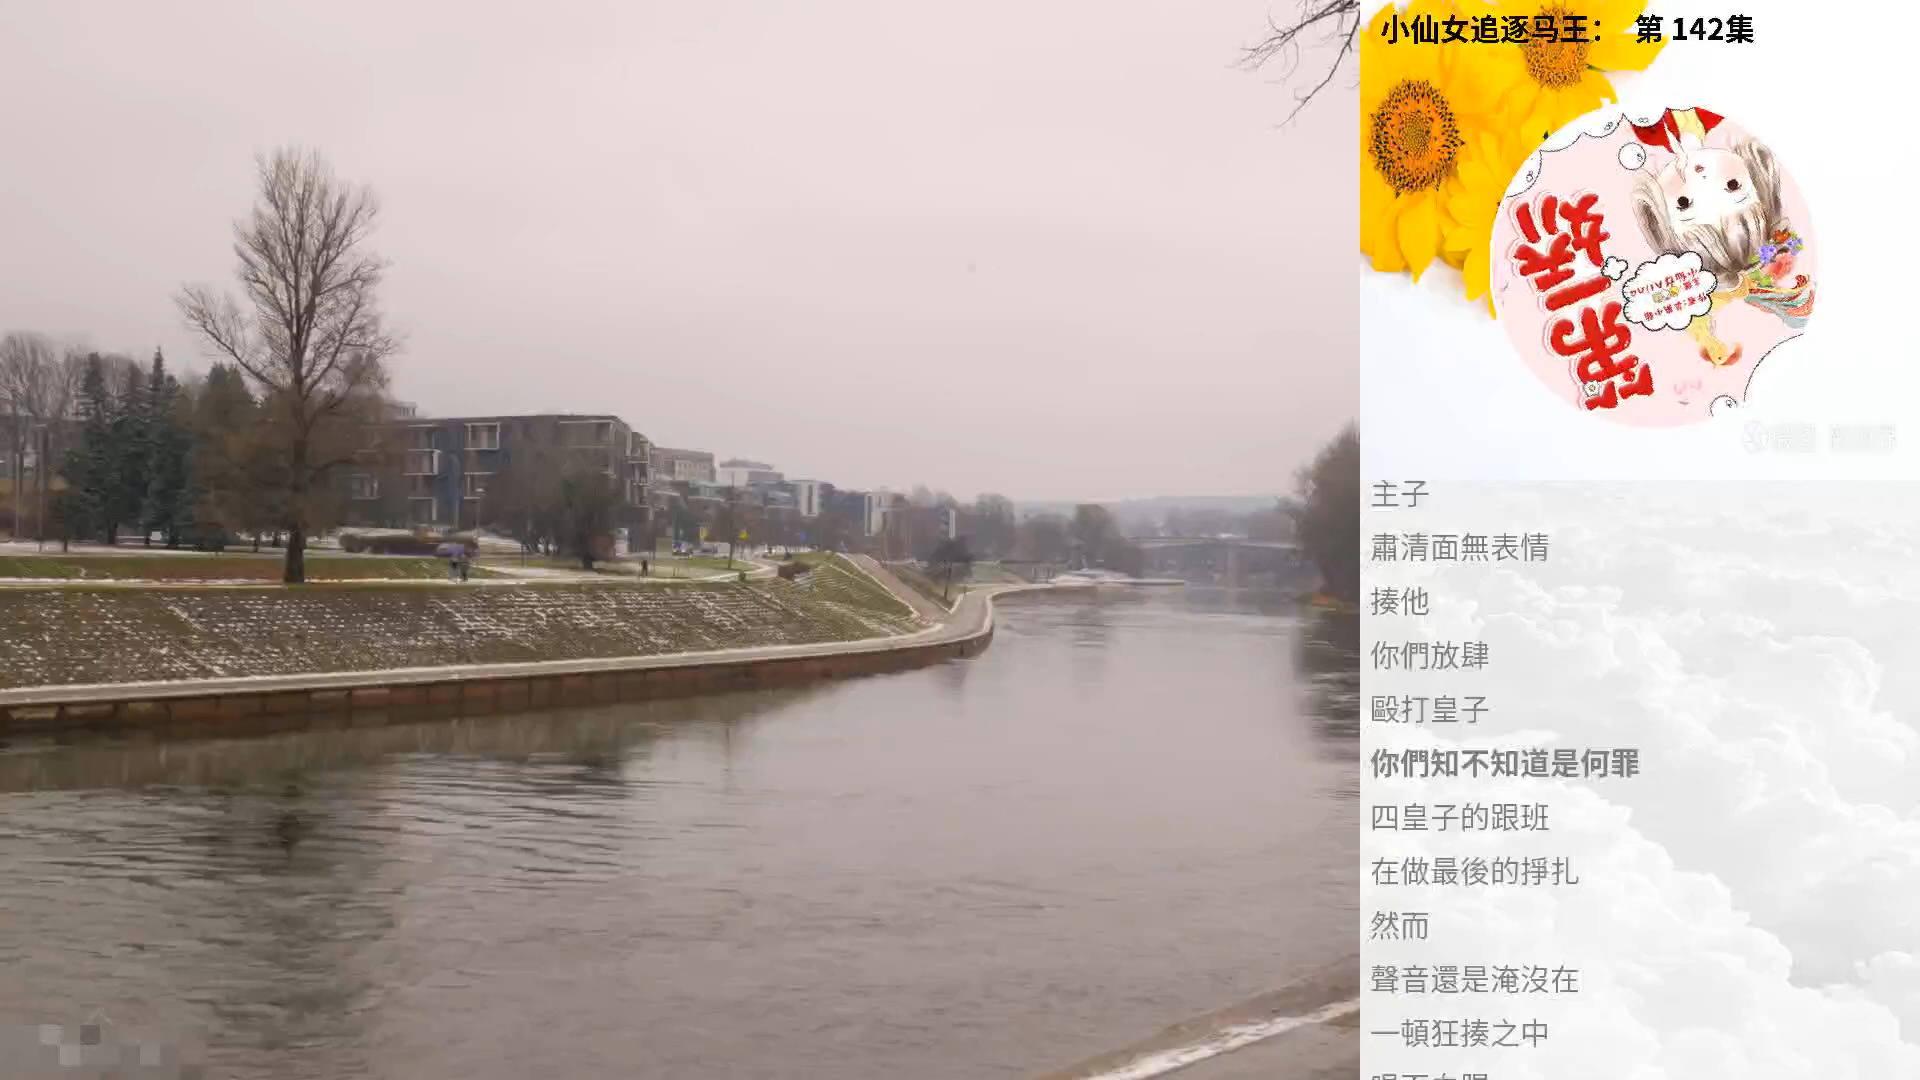 小仙女追逐马王： 第 142集
第一
主子
肅清面無表情
揍他
你們放肆
毆打皇子
你們知不知道是何罪
四皇子的跟班
在做最後的掙扎
然而
聲音還是淹沒在
一頓狂揍之中